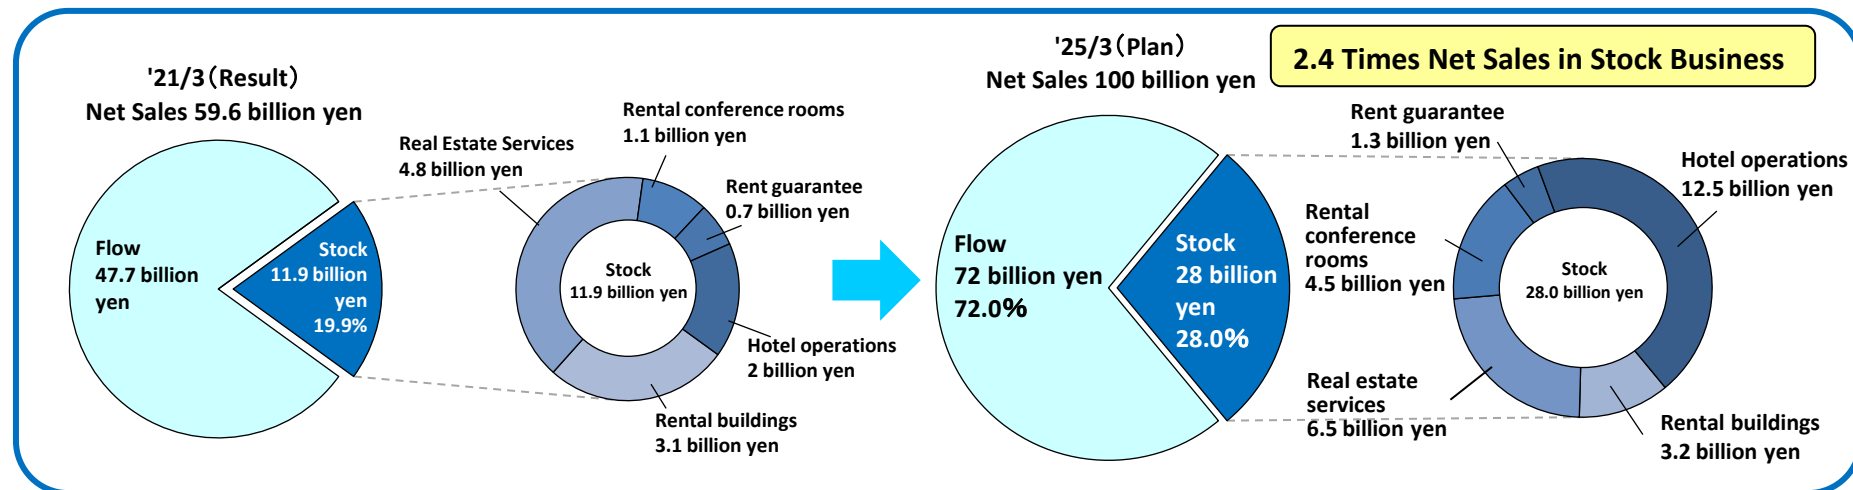 '21/3（Result）
Net Sales 59.6 billion yen
Flow
47.7 billion
yen
Stock
11.9 billion
yen
19.9%
Real Estate Services
4.8 billion yen
Rental conference rooms
1.1 billion yen
Rent guarantee
0.7 billion yen
Stock
11.9 billion yen
Hotel operations
2 billion yen
Rental buildings
3.1 billion yen
'25/3（Plan）
Net Sales 100 billion yen
2.4 Times Net Sales in Stock Business
Flow
72 billion yen
72.0%
Stock
28 billion
yen
28.0%
Rent guarantee
1.3 billion yen
Hotel operations
12.5 billion yen
Rental
conference
rooms
4.5 billion yen
Stock
28.0 billion yen
Real estate
services
6.5 billion yen
Rental buildings
3.2 billion yen